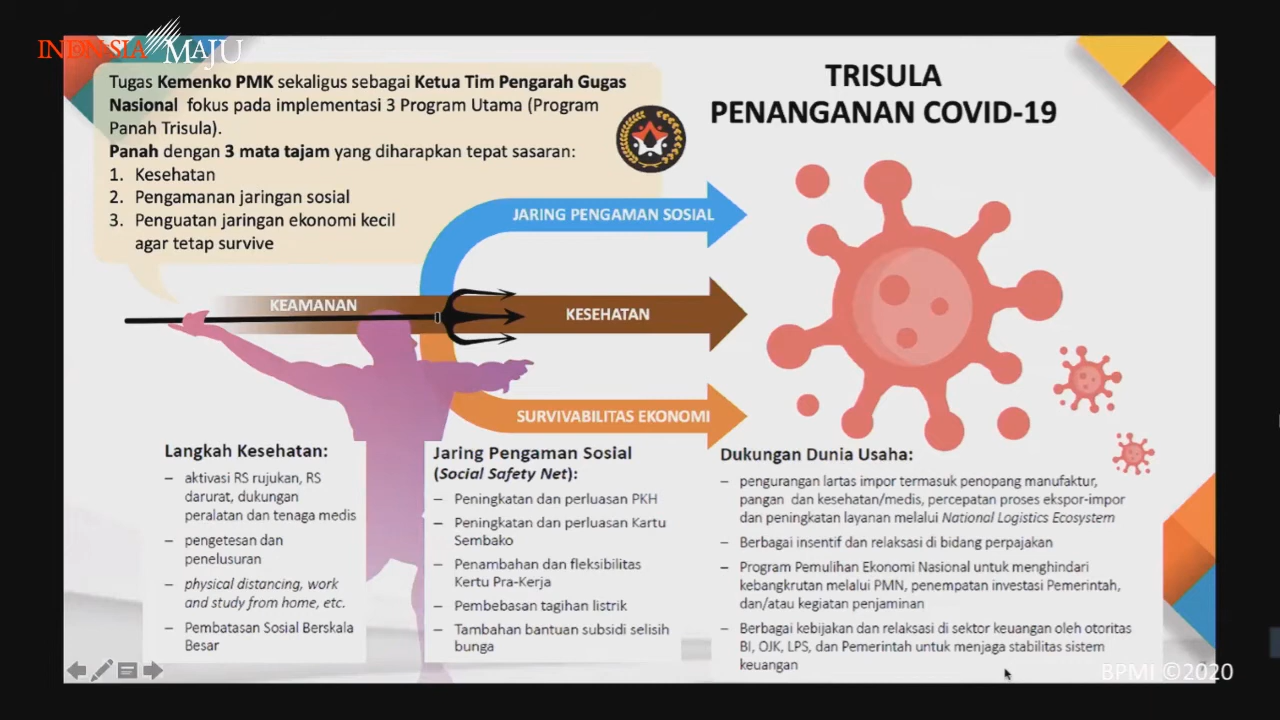 INDONESIA MAJU
Tugas Kemenko PMK sekaligus sebagai Ketua Tim Pengarah Gugas
Nasional fokus pada implementasi 3 Program Utama (Program
Panah Trisula).
Panah dengan 3 mata tajam yang diharapkan tepat sasaran:
1. Kesehatan
2. Pengamanan jaringan sosial
3. Penguatan jaringan ekonomi kecil
agar tetap survive
TRISULA
PENANGANAN COVID-19
JARING PENGAMAN SOSIAL
KEAMANAN
KESEHATAN
SURVIVABILITAS EKONOMI
Langkah Kesehatan:
– aktivasi RS rujukan, RS
darurat, dukungan
peralatan dan tenaga medis
– pengetesan dan
penelusuran
– physical distancing, work
and study from home, etc.
– Pembatasan Sosial Berskala
Besar
Jaring Pengaman Sosial
(Social Safety Net):
– Peningkatan dan perluasan PKH
– Peningkatan dan perluasan Kartu
Sembako
– Penambahan dan fleksibilitas
Kertu Pra-Kerja
– Pembebasan tagihan listrik
– Tambahan bantuan subsidi selisih
bunga
Dukungan Dunia Usaha:
– pengurangan lartas impor termasuk penopang manufaktur,
pangan dan kesehatan/medis, percepatan proses ekspor-impor
dan peningkatan layanan melalui National Logistics Ecosystem
– Berbagai insentif dan relaksasi di bidang perpajakan
– Program Pemulihan Ekonomi Nasional untuk menghindari
kebangkrutan melalui PMN, penempatan investasi Pemerintah,
dan/atau kegiatan penjaminan
– Berbagai kebijakan dan relaksasi di sektor keuangan oleh otoritas
BI, OJK, LPS, dan Pemerintah untuk menjaga stabilitas sistem
keuangan
BPMI ©2020